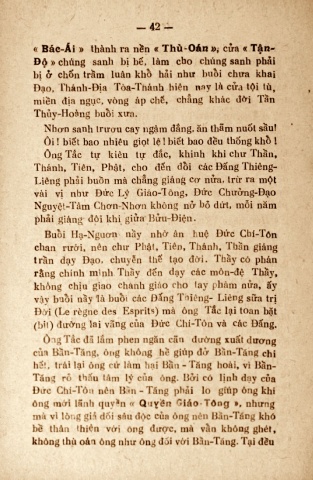 — 42 —
« Bác-Ái » thành ra nền « Thù-Oán », cửa « Tận-
Độ » chúng sanh bị bế, làm cho chúng sanh phải
bị ở chốn trầm luân khổ hải như buổi chưa khai
Đạo, Thánh-Địa Tòa-Thánh hiện nay là cửa tội tù,
miền địa ngục, vòng áp chế, chẳng khác đời Tần
Thủy-Hoàng buổi xưa.
Nhơn sanh trươu cay ngậm đắng, ăn thảm nuốt sầu!
Ôi! biết bao nhiêu giọt lệ! biết bao đều thống khổ!
Ông Tắc tự kiên tự đắc, khinh khi chư Thần,
Thánh, Tiên, Phật, cho đến đỗi các Đấng Thiêng-
Liêng phải buồn mà chẳng giáng cơ nữa, trừ ra một
vài vị như Đức Lý Giáo-Tông, Đức Chưởng-Đạo
Nguyệt-Tâm Chơn-Nhơn không nở bỏ dứt, mỗi năm
phải giáng đôi khi giữa Bửu-Điện.
Buổi Hạ-Nguơn nầy nhờ ân huệ Đức Chí-Tôn
chan rưới, nên chư Phật, Tiên, Thánh, Thần giáng
trần dạy Đạo, chuyển thế tạo đời. Thầy có phán
rằng chính mình Thầy đến dạy các môn-đệ Thầy,
không chịu giao chánh giáo cho tay phàm nữa, ấy
vậy buổi nầy là buổi các Đấng Thiêng-Liêng sửa trị
Đời (Le règne des Esprits) mà ông Tắc lại toan bặt
(bít) đường lai vãng của Đức Chí-Tôn và các Đấng.
Ông Tắc đã lắm phen ngăn cản đường xuất dương
của Bần-Tăng, ông không hề giúp đở Bần-Tăng chi
hết, trái lại ông cứ làm hại Bần-Tăng hoài, vì Bần-
Tăng rõ thấu tâm lý của ông. Bởi có lịnh dạy của
Đức Chí-Tôn nên Bần-Tăng phải lo giúp ông khi
ông mới lãnh quyền « Quyền Giáo-Tông », nhưng
mà vì lòng giả dối sâu độc của ông nên Bần-Tăng khó
bề thân thiện với ông được, mà vẫn không ghét,
không thù oán ông như ông đối với Bần-Tăng. Tại đều